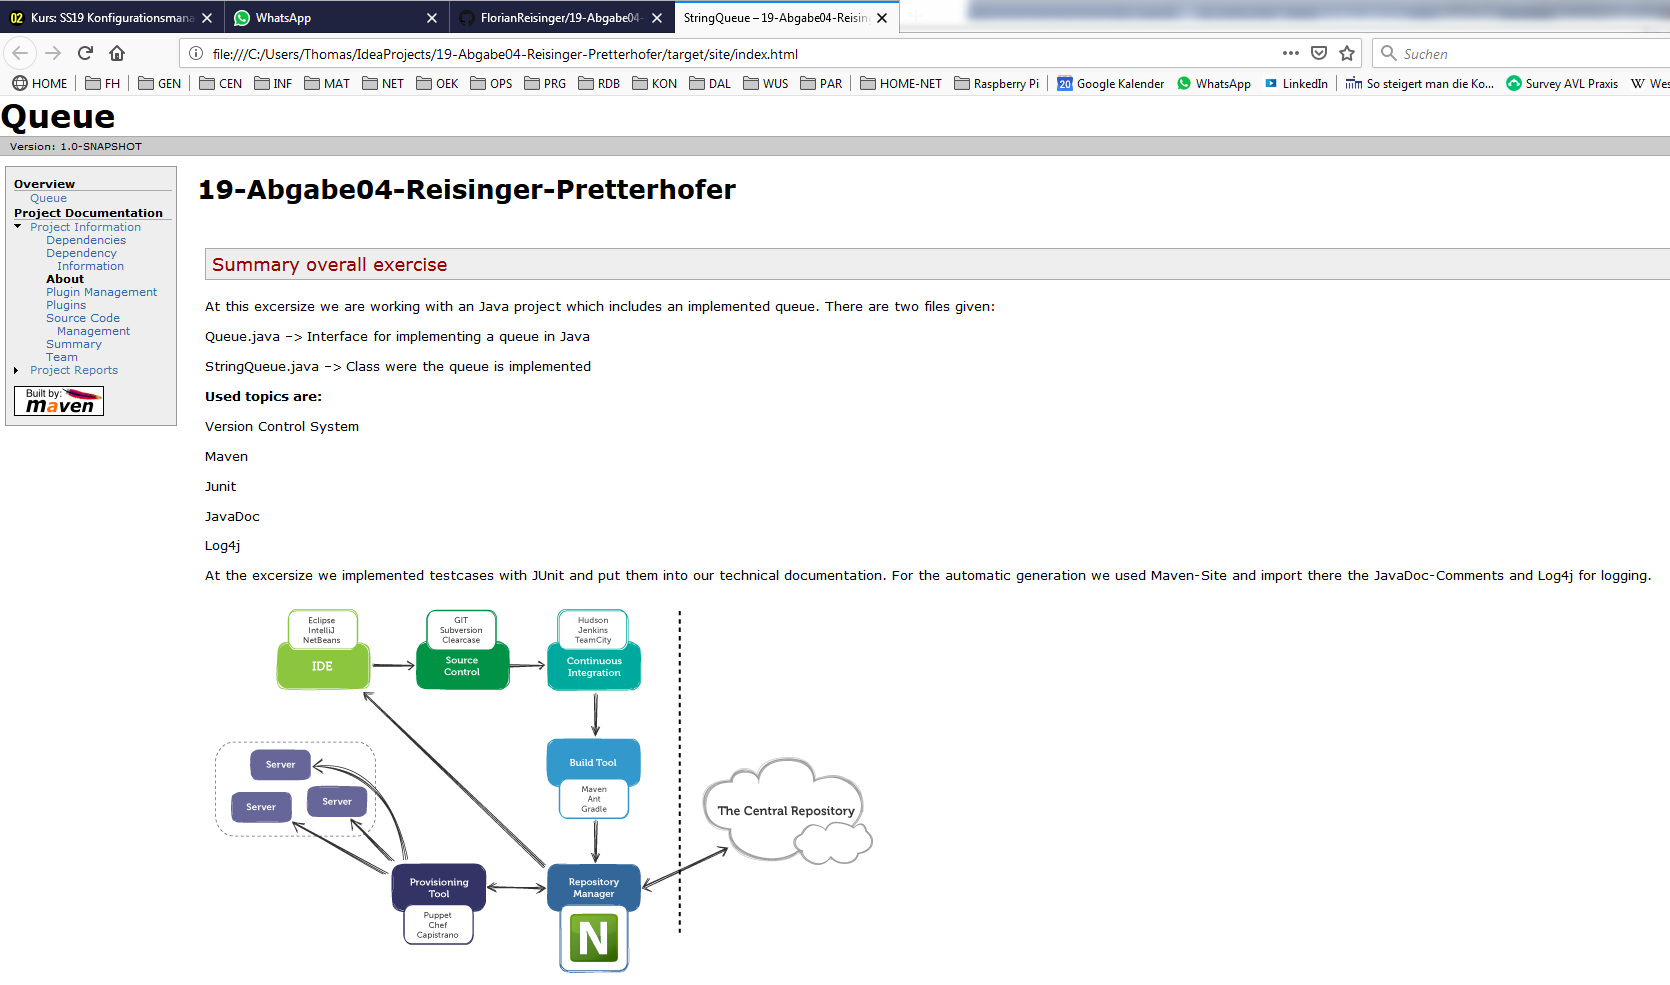 Kurs: SS19 Konfigurationsmana
WhatsApp
FlorianReisinger/19-Abgabe04-
StringQueue – 19-Abgabe04-Reising
file:///C:/Users/Thomas/IdeaProjects/19-Abgabe04-Reisinger-Pretterhofer/target/site/index.html
Suchen
HOME FH GEN CEN INF MAT NET OEK OPS PRG RDB KON DAL WUS PAR HOME-NET Raspberry Pi 20 Google Kalender WhatsApp LinkedIn So steigert man die Ko... Survey AVL Praxis W Wes
Queue
Version: 1.0-SNAPSHOT
Overview
Queue
Project Documentation
Project Information
Dependencies
Dependency
Information
About
Plugin Management
Plugins
Source Code
Management
Summary
Team
Project Reports
Built by:
maven
19-Abgabe04-Reisinger-Pretterhofer
Summary overall exercise
At this excersize we are working with an Java project which includes an implemented queue. There are two files given:
Queue.java –> Interface for implementing a queue in Java
StringQueue.java –> Class were the queue is implemented
Used topics are:
Version Control System
Maven
Junit
JavaDoc
Log4j
At the excersize we implemented testcases with JUnit and put them into our technical documentation. For the automatic generation we used Maven-Site and import there the JavaDoc-Comments and Log4j for logging.
Eclipse
IntelliJ
NetBeans
IDE
GIT
Subversion
Clearcase
Source
Control
Hudson
Jenkins
TeamCity
Continuous
Integration
Build Tool
Maven
Ant
Gradle
Server
Server
Server
The Central Repository
Provisioning
Tool
Puppet
Chef
Capistrano
Repository
Manager
N